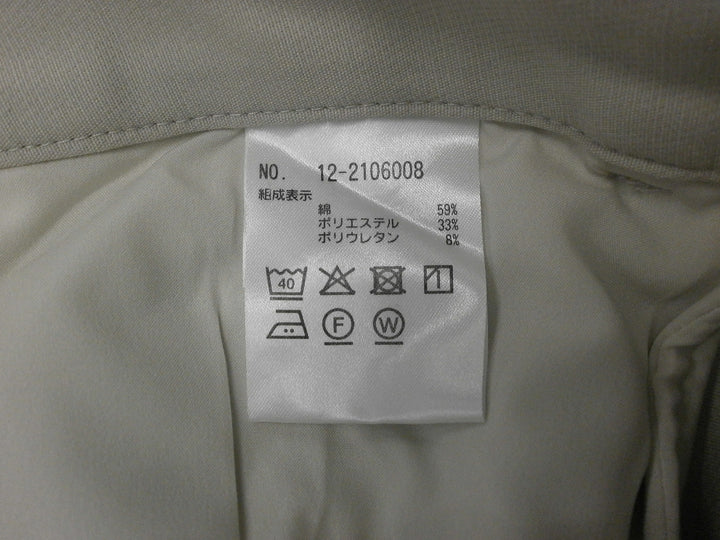 NO. 12-2106008
組成表示
綿 59%
ポリエステル 33%
ポリウレタン 8%
40
F W